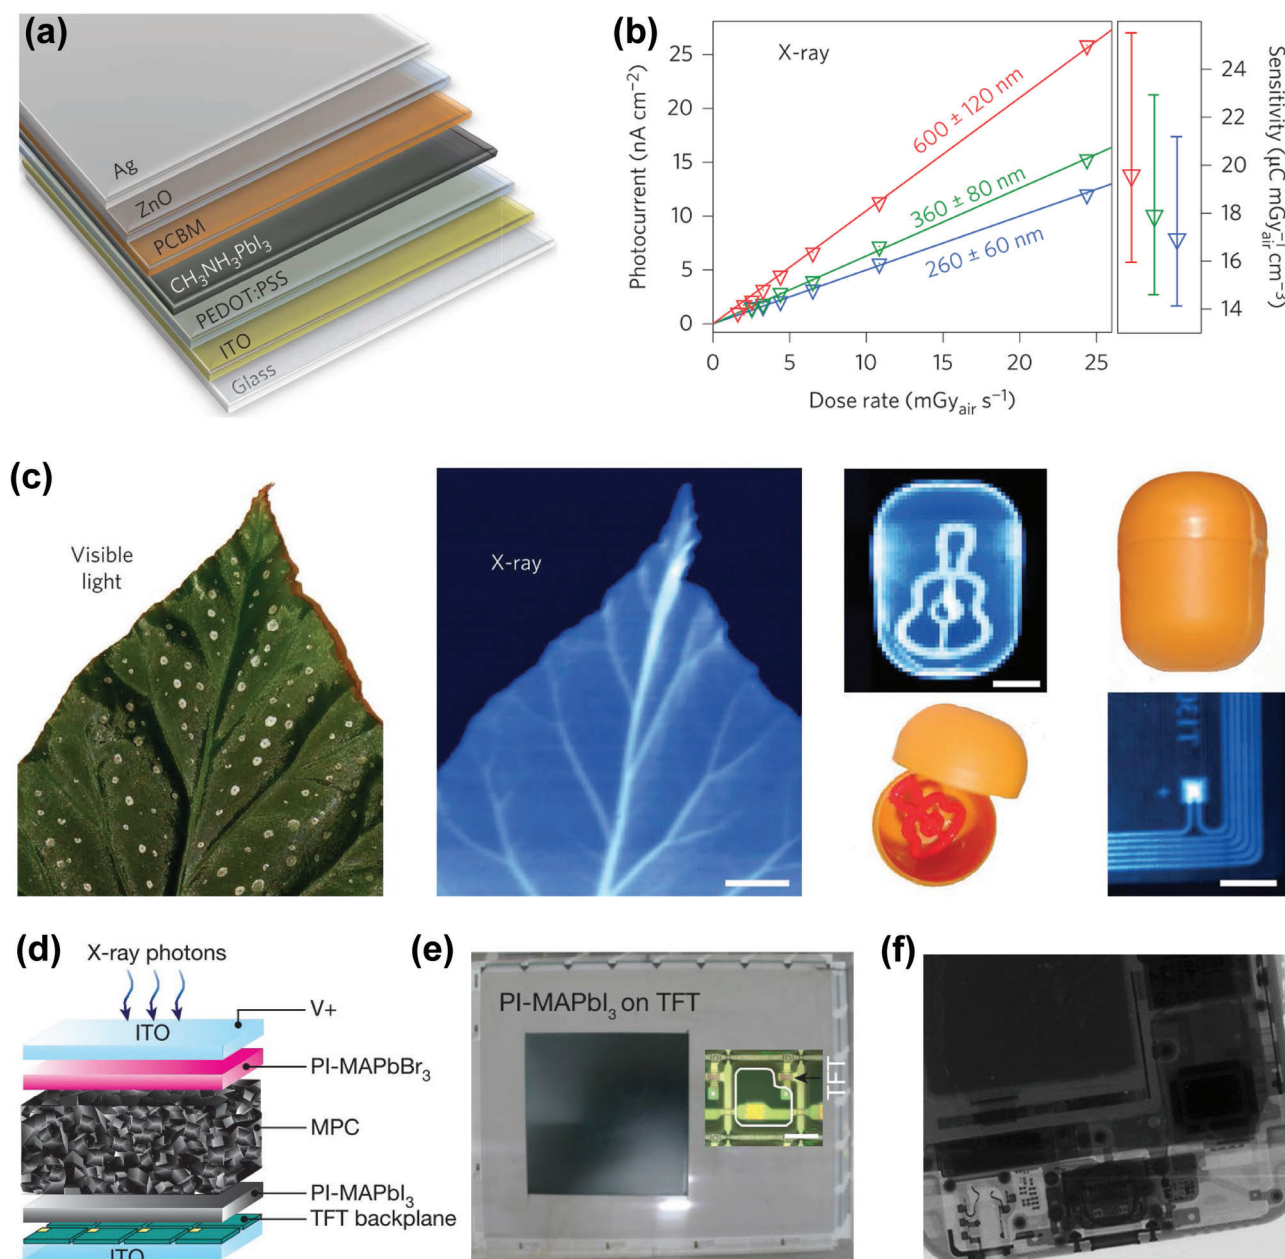 (a)
Ag
ZnO
PCBM
CH₃NH₃PbI₃
PEDOT:PSS
ITO
Glass
(b)
X-ray
Photocurrent (nA cm⁻²)
25
20
15
10
5
0
600 ± 120 nm
360 ± 80 nm
260 ± 60 nm
0
5
10
15
20
25
Dose rate (mGyₐᵢᵣ s⁻¹)
24
22
20
18
16
14
Sensitivity (µC mGyₐᵢᵣ⁻¹ cm⁻³)
(c)
Visible
light
X-ray
(d)
X-ray photons
ITO
V+
PI-MAPbBr₃
MPC
PI-MAPbI₃
TFT backplane
ITO
(e)
PI-MAPbI₃ on TFT
TFT
(f)